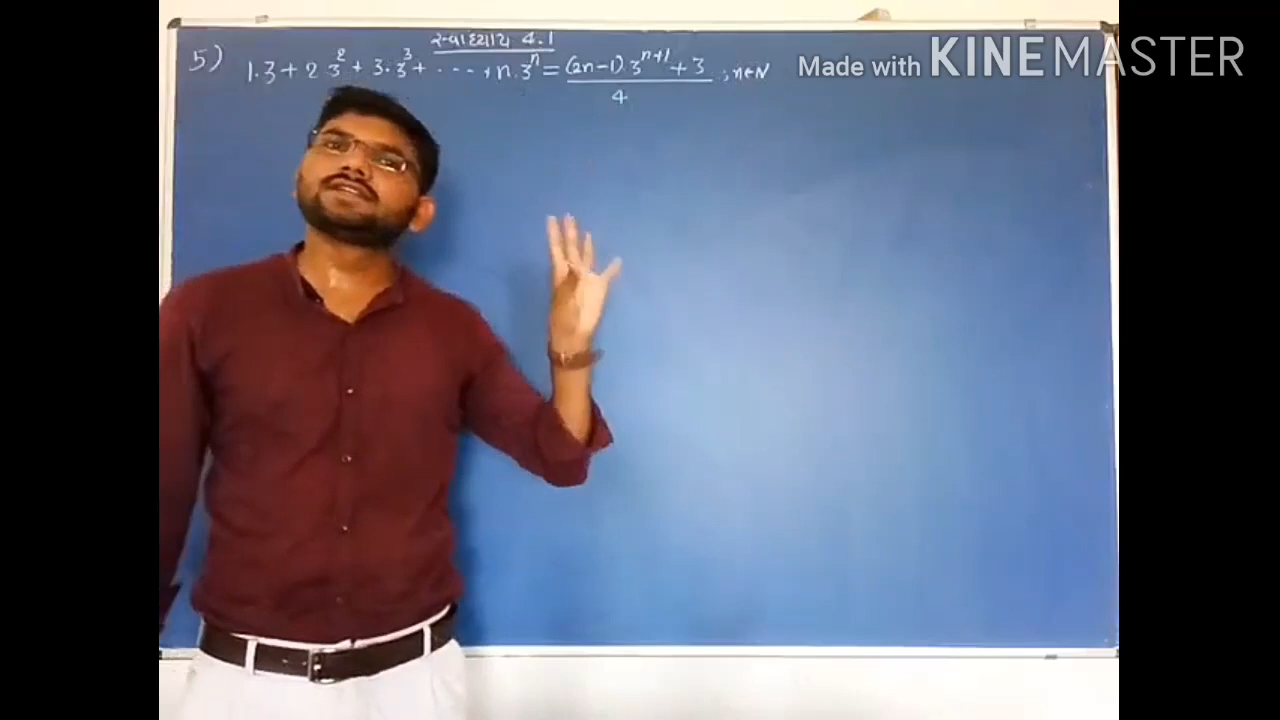 સ્વાધ્યાય 4.1
5) 1·3 + 2·3² + 3·3³ + ···· + n·3ⁿ = (2n-1)·3ⁿ⁺¹ + 3 / 4 ; n∈N
Made with KINEMASTER